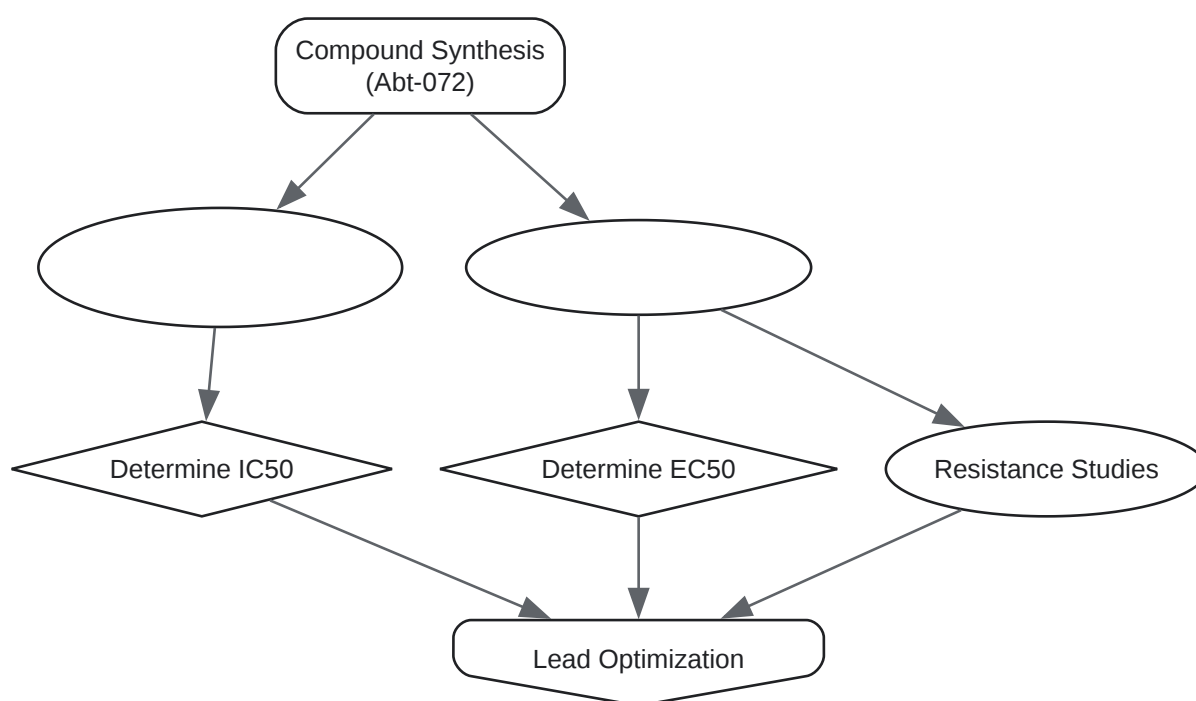 Compound Synthesis
(Abt-072)
Determine IC50
Determine EC50
Resistance Studies
Lead Optimization